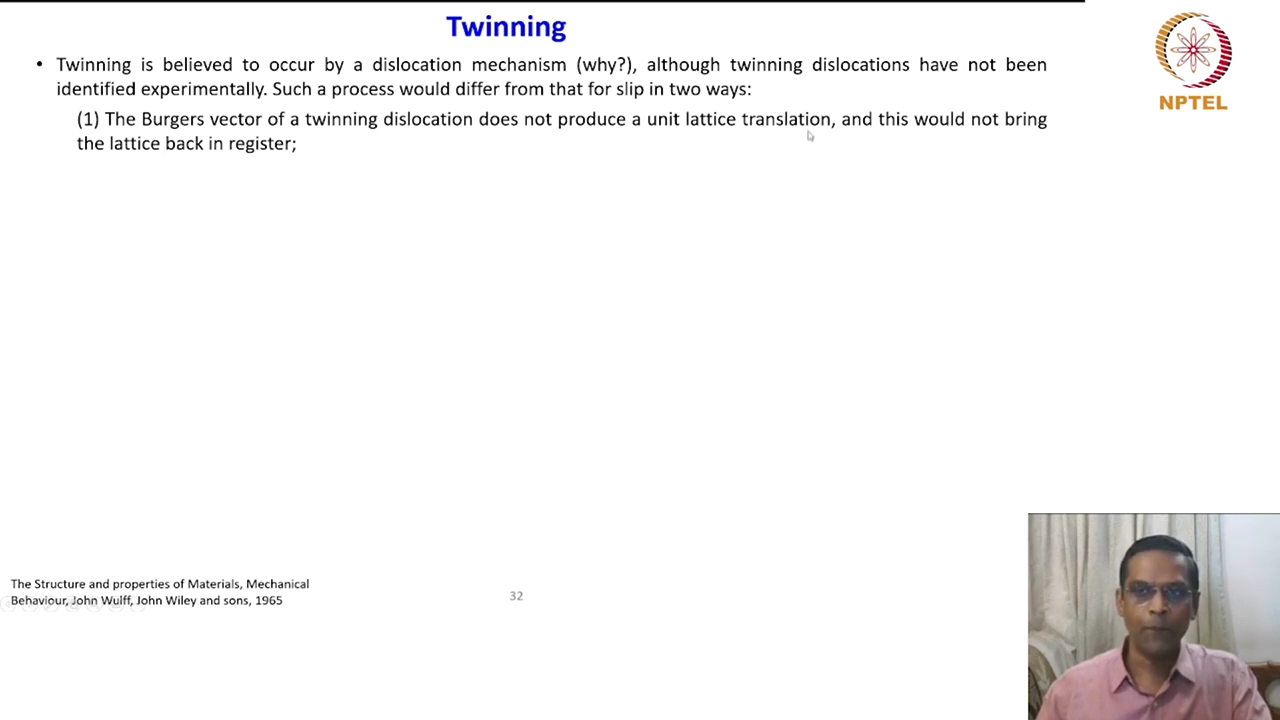 Twinning
NPTEL
• Twinning is believed to occur by a dislocation mechanism (why?), although twinning dislocations have not been
identified experimentally. Such a process would differ from that for slip in two ways:
(1) The Burgers vector of a twinning dislocation does not produce a unit lattice translation, and this would not bring
the lattice back in register;
The Structure and properties of Materials, Mechanical
Behaviour, John Wulff, John Wiley and sons, 1965
32